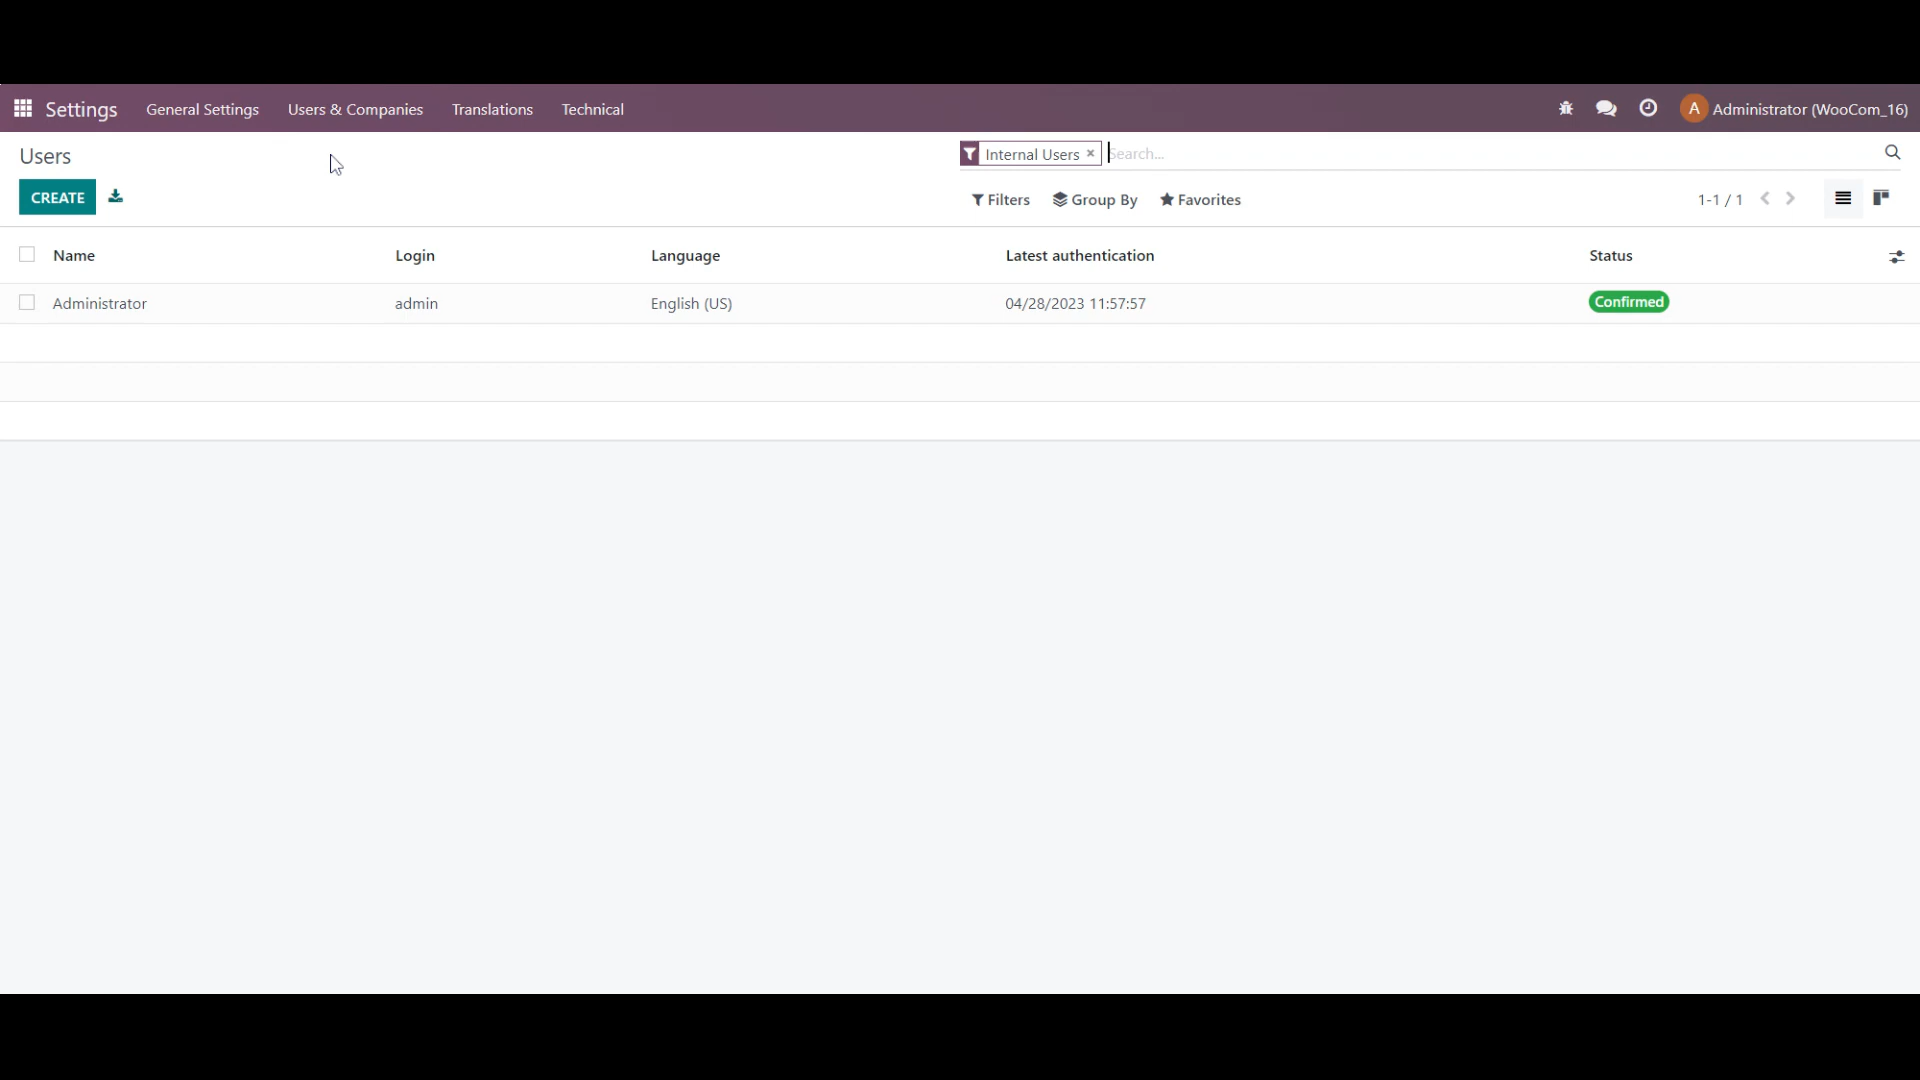 Settings General Settings Users & Companies Translations Technical A Administrator (WooCom_16)
Users Internal Users × Search...
CREATE Filters Group By Favorites 1-1 / 1
Name Login Language Latest authentication Status
Administrator admin English (US) 04/28/2023 11:57:57 Confirmed